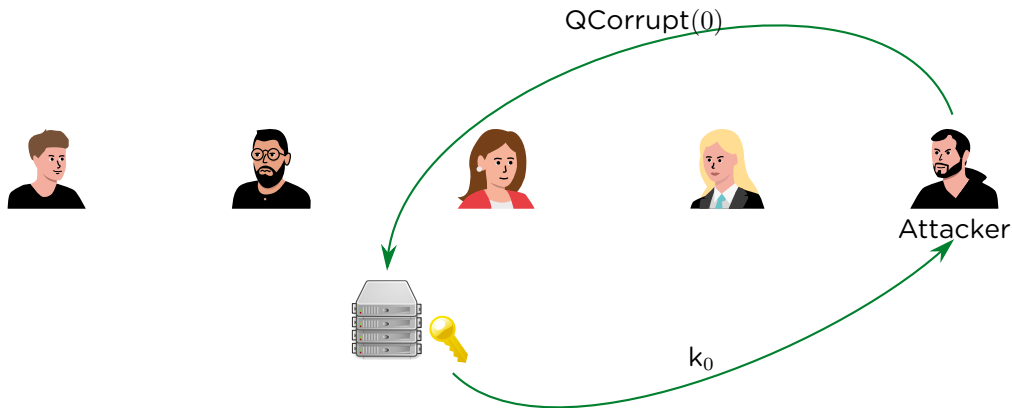 QCorrupt(0)
Attacker
k₀